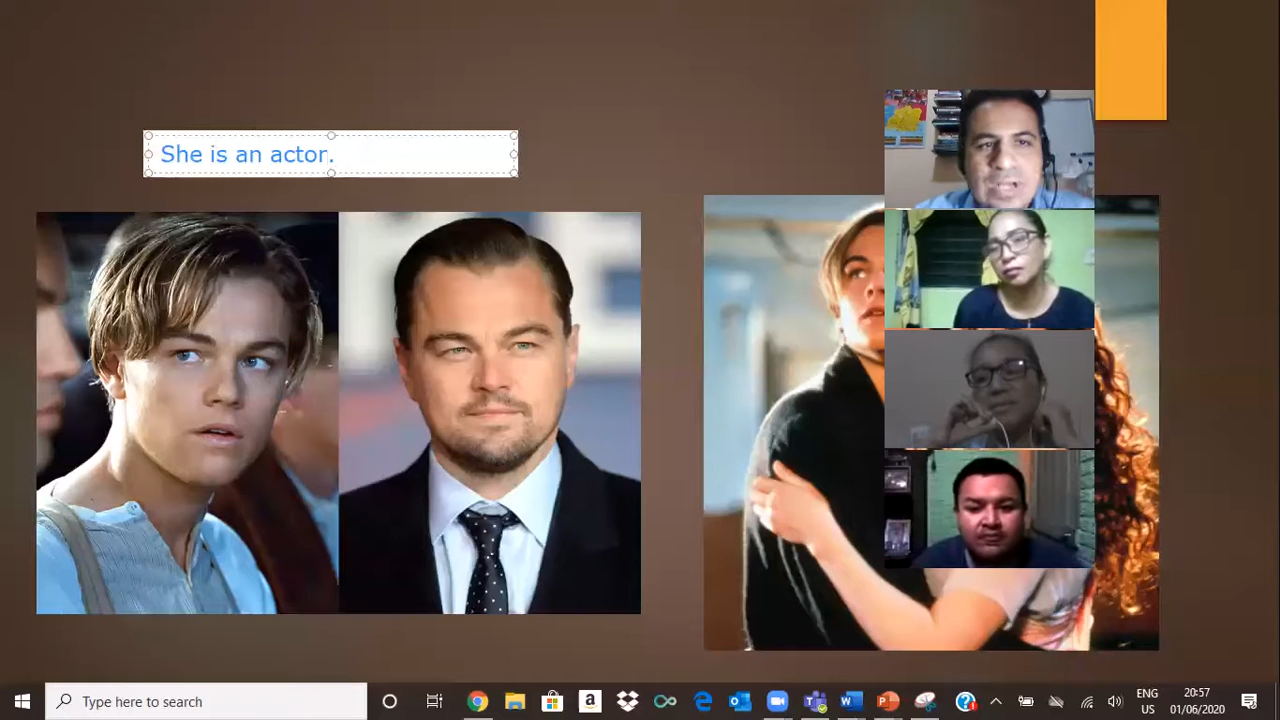 She is an actor.
Type here to search
ENG
US
20:57
01/06/2020